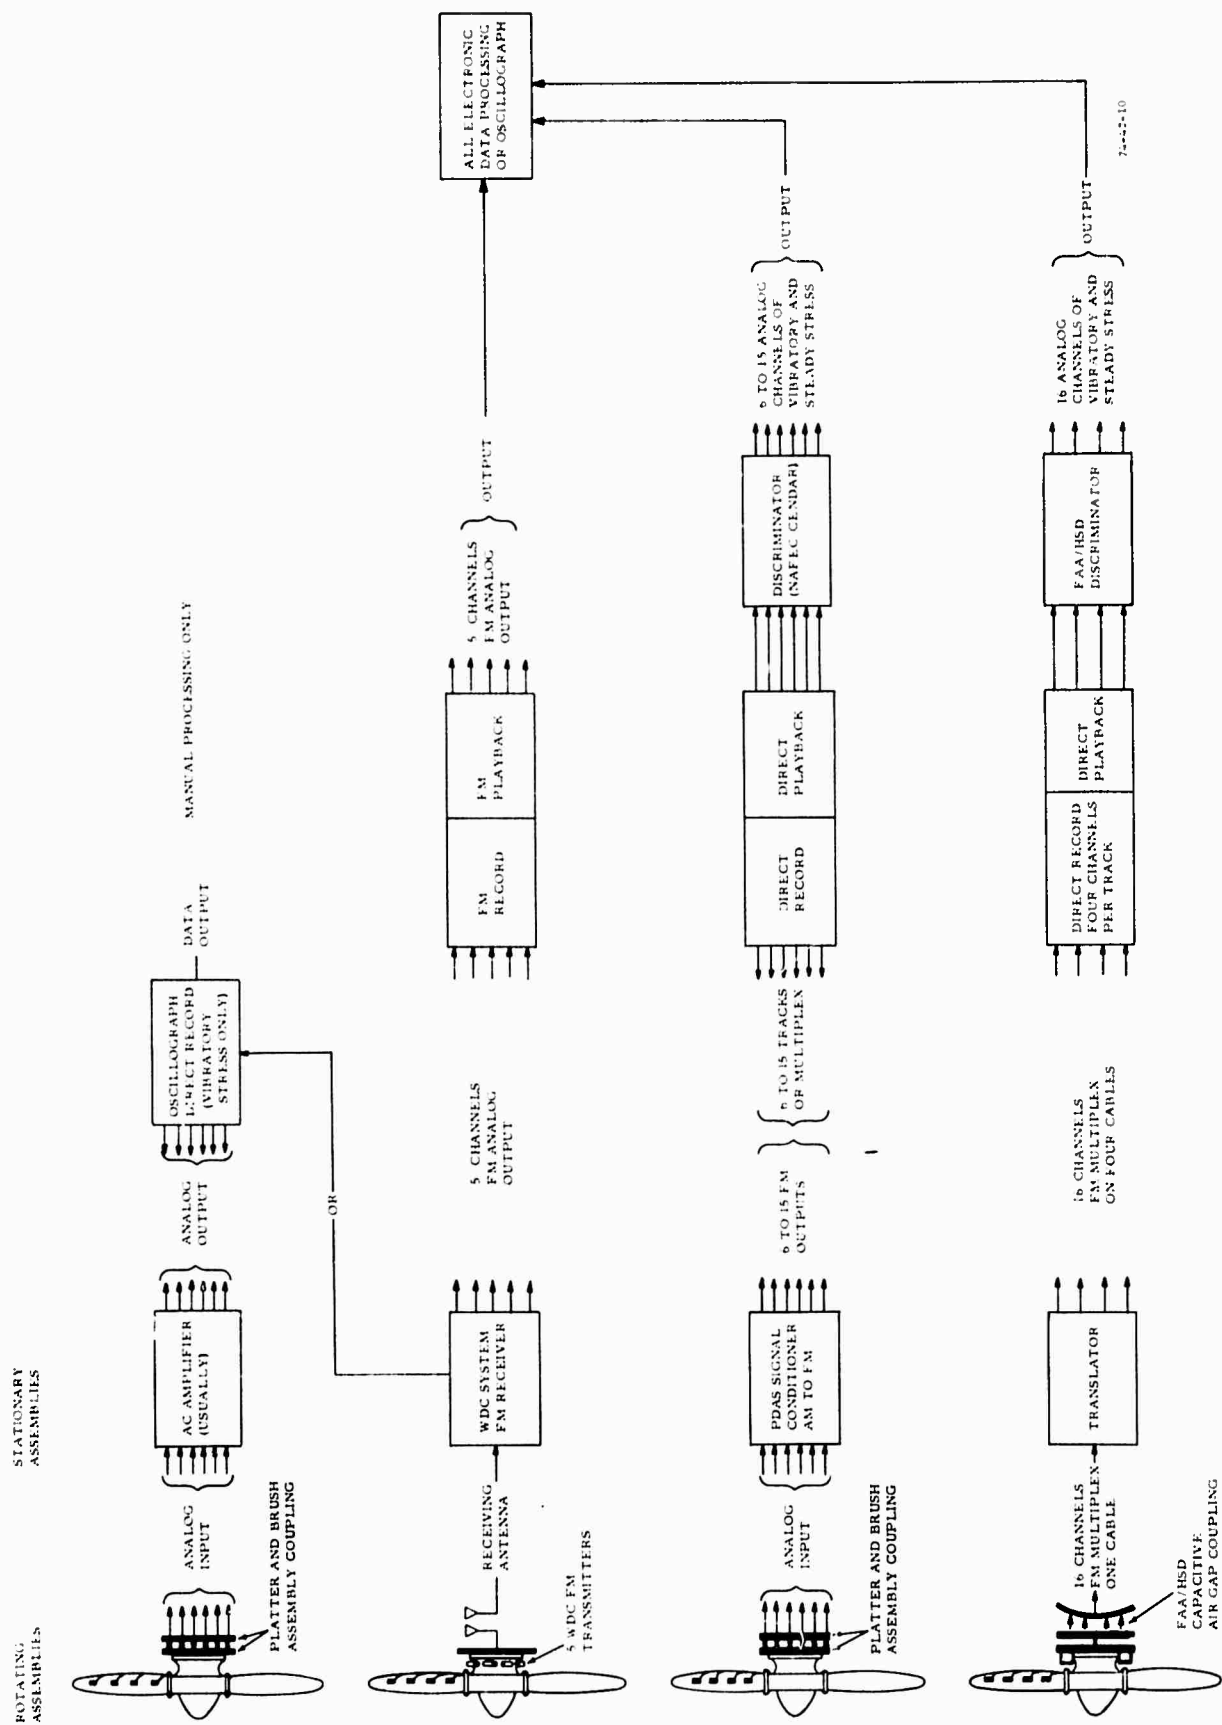 ROTATING
ASSEMBLIES
STATIONARY
ASSEMBLIES
PLATTER AND BRUSH
ASSEMBLY COUPLING
ANALOG
INPUT
AC AMPLIFIER
(USUALLY)
ANALOG
OUTPUT
OSCILLOGRAPH
DIRECT RECORD
(VIBRATORY
STRESS ONLY)
DATA
OUTPUT
MANUAL PROCESSING ONLY
OR
5 WDC FM
TRANSMITTERS
RECEIVING
ANTENNA
WDC SYSTEM
FM RECEIVER
5 CHANNELS
FM ANALOG
OUTPUT
FM
RECORD
FM
PLAYBACK
5 CHANNELS
FM ANALOG
OUTPUT
OUTPUT
ALL ELECTRONIC
DATA PROCESSING
OR OSCILLOGRAPH
PLATTER AND BRUSH
ASSEMBLY COUPLING
ANALOG
INPUT
PDAS SIGNAL
CONDITIONER
AM TO FM
6 TO 15 FM
OUTPUTS
6 TO 15 TRACKS
OR MULTIPLEX
DIRECT
RECORD
DIRECT
PLAYBACK
DISCRIMINATOR
(NAFEC CENDAR)
6 TO 15 ANALOG
CHANNELS OF
VIBRATORY AND
STEADY STRESS
OUTPUT
FAA/HSD
CAPACITIVE
AIR GAP COUPLING
16 CHANNELS
FM MULTIPLEX
ONE CABLE
TRANSLATOR
16 CHANNELS
FM MULTIPLEX
ON FOUR CABLES
DIRECT RECORD
FOUR CHANNELS
PER TRACK
DIRECT
PLAYBACK
FAA/HSD
DISCRIMINATOR
16 ANALOG
CHANNELS OF
VIBRATORY AND
STEADY STRESS
OUTPUT